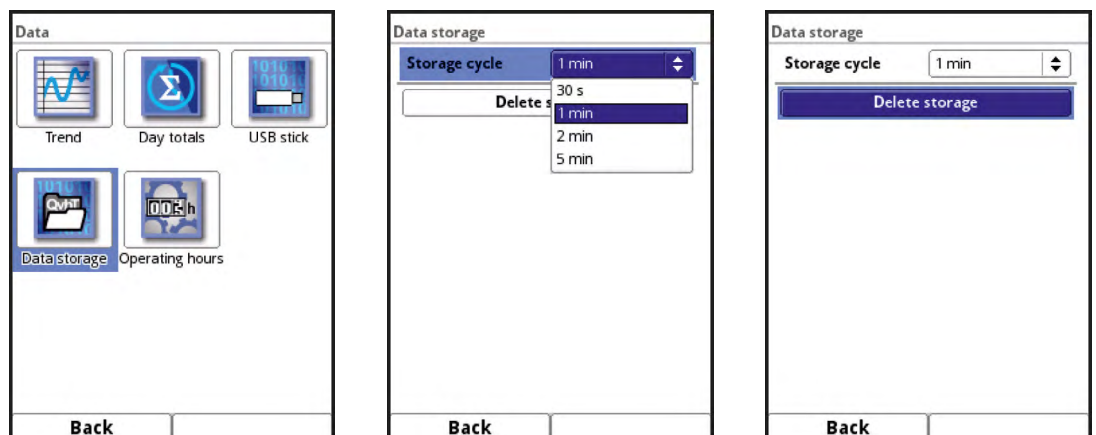 Data
Trend
Day totals
USB stick
Data storage
Operating hours
Back
Data storage
Storage cycle
1 min
30 s
Delete s
1 min
2 min
5 min
Back
Data storage
Storage cycle
1 min
Delete storage
Back